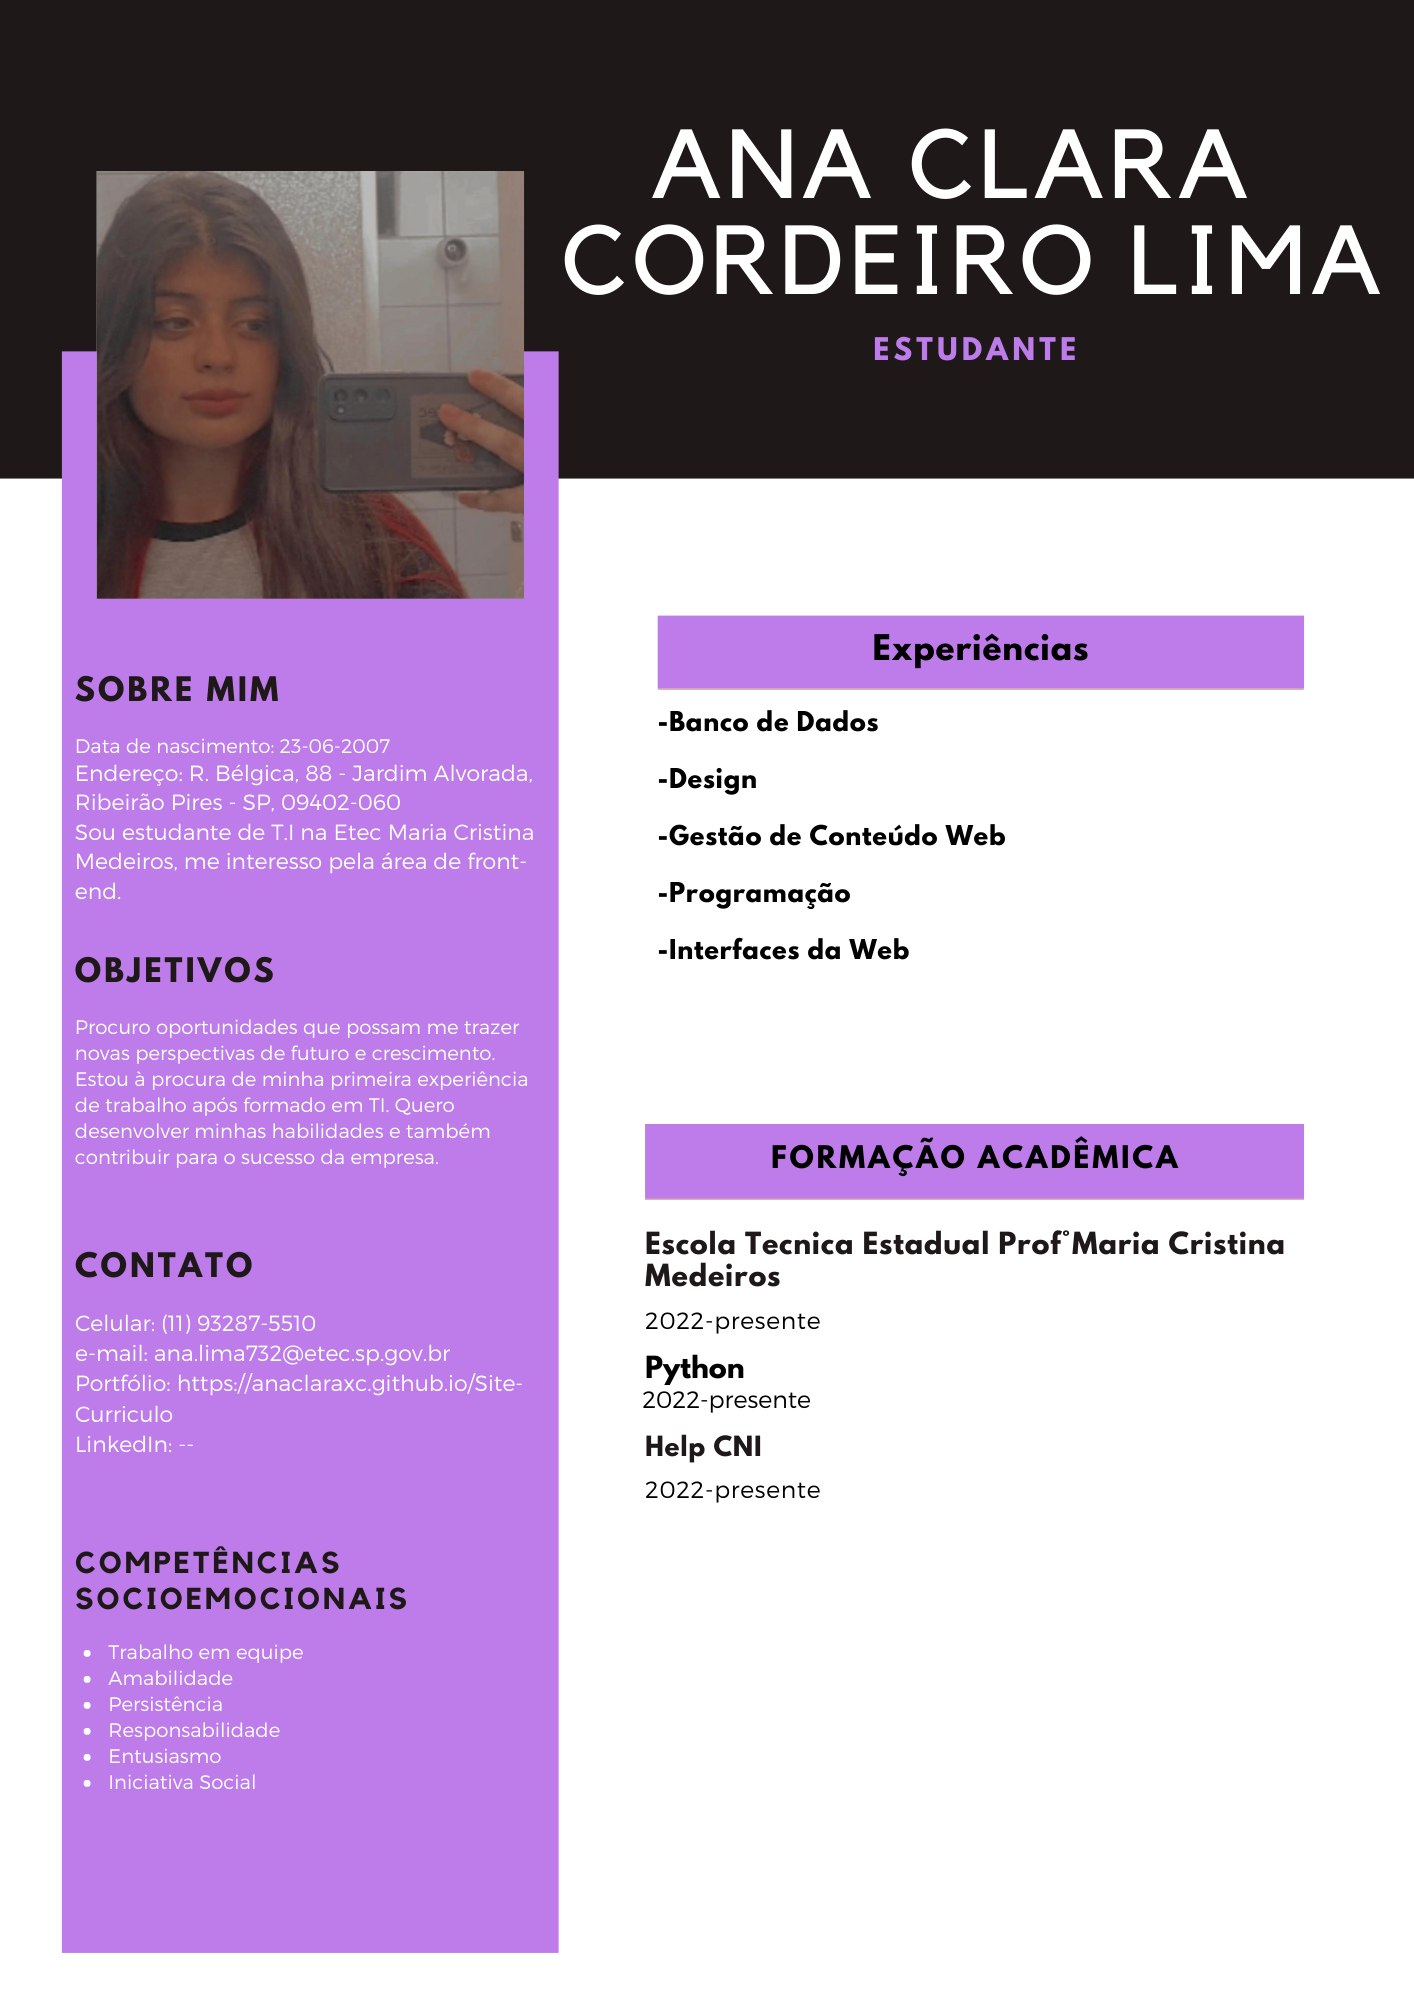 ANA CLARA
CORDEIRO LIMA
ESTUDANTE
SOBRE MIM
Data de nascimento: 23-06-2007
Endereço: R. Bélgica, 88 - Jardim Alvorada,
Ribeirão Pires - SP, 09402-060
Sou estudante de T.I na Etec Maria Cristina
Medeiros, me interesso pela área de front-
end.
OBJETIVOS
Procuro oportunidades que possam me trazer
novas perspectivas de futuro e crescimento.
Estou à procura de minha primeira experiência
de trabalho após formado em TI. Quero
desenvolver minhas habilidades e também
contribuir para o sucesso da empresa.
CONTATO
Celular: (11) 93287-5510
e-mail: ana.lima732@etec.sp.gov.br
Portfólio: https://anaclaraxc.github.io/Site-
Curriculo
LinkedIn: --
COMPETÊNCIAS
SOCIOEMOCIONAIS
• Trabalho em equipe
• Amabilidade
• Persistência
• Responsabilidade
• Entusiasmo
• Iniciativa Social
Experiências
-Banco de Dados
-Design
-Gestão de Conteúdo Web
-Programação
-Interfaces da Web
FORMAÇÃO ACADÊMICA
Escola Tecnica Estadual Prof°Maria Cristina
Medeiros
2022-presente
Python
2022-presente
Help CNI
2022-presente